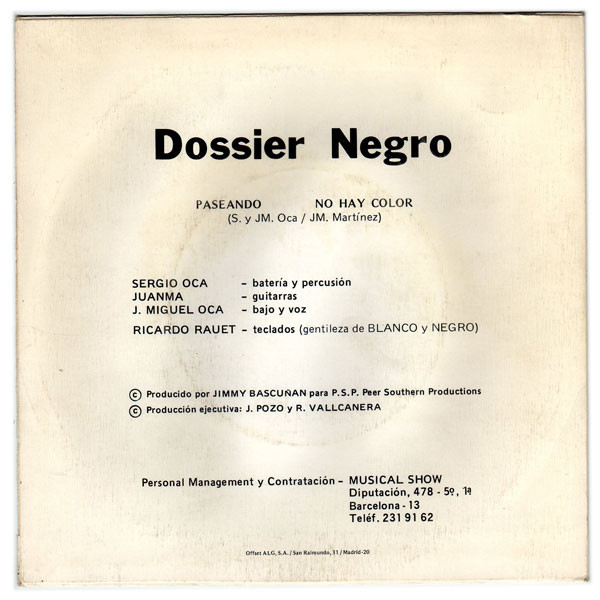 Dossier Negro
PASEANDO NO HAY COLOR
(S. y JM. Oca / JM. Martínez)
SERGIO OCA – batería y percusión
JUANMA – guitarras
J. MIGUEL OCA – bajo y voz
RICARDO RAUET – teclados (gentileza de BLANCO y NEGRO)
© Producido por JIMMY BASCUÑAN para P.S.P. Peer Southern Productions
© Producción ejecutiva: J. POZO y R. VALLCANERA
Personal Management y Contratación – MUSICAL SHOW
Diputación, 478 - 5º, 1ª
Barcelona - 13
Teléf. 231 91 62
Offset A.L.G, S.A. / San Raimundo, 31 / Madrid-20